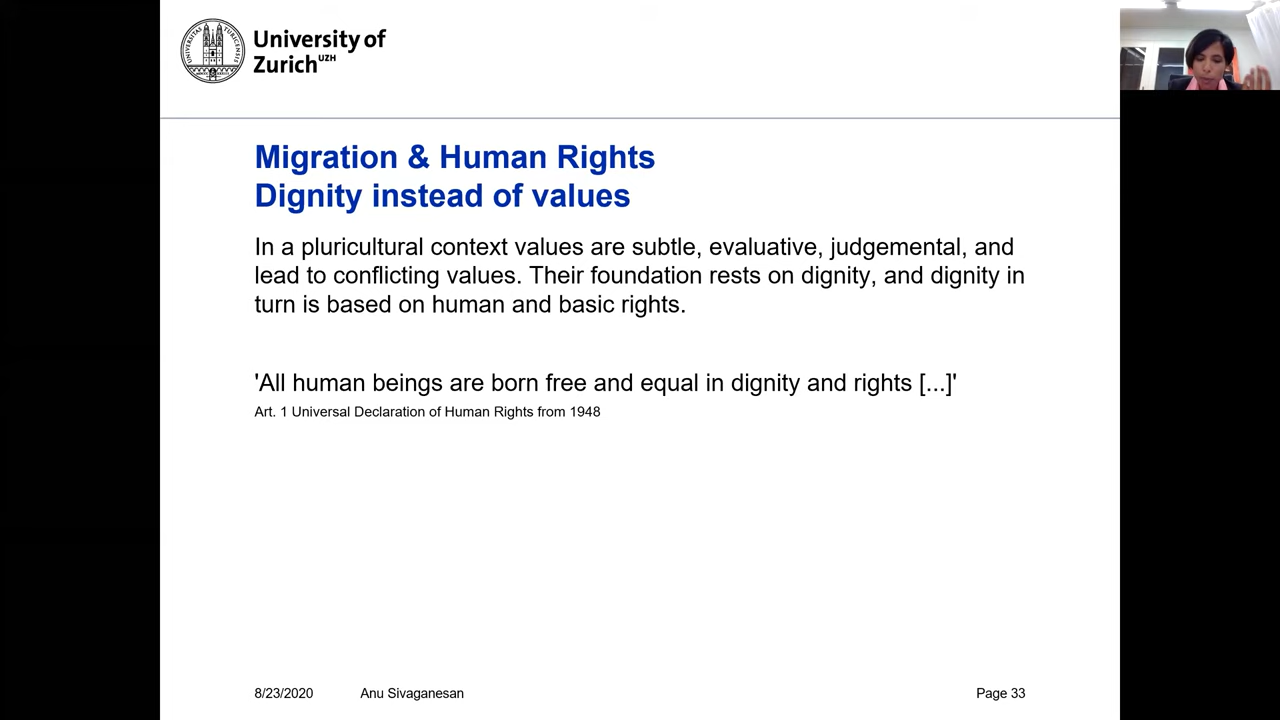 University of
Zurich UZH
Migration & Human Rights
Dignity instead of values
In a pluricultural context values are subtle, evaluative, judgemental, and
lead to conflicting values. Their foundation rests on dignity, and dignity in
turn is based on human and basic rights.
'All human beings are born free and equal in dignity and rights [...]'
Art. 1 Universal Declaration of Human Rights from 1948
8/23/2020 Anu Sivaganesan Page 33